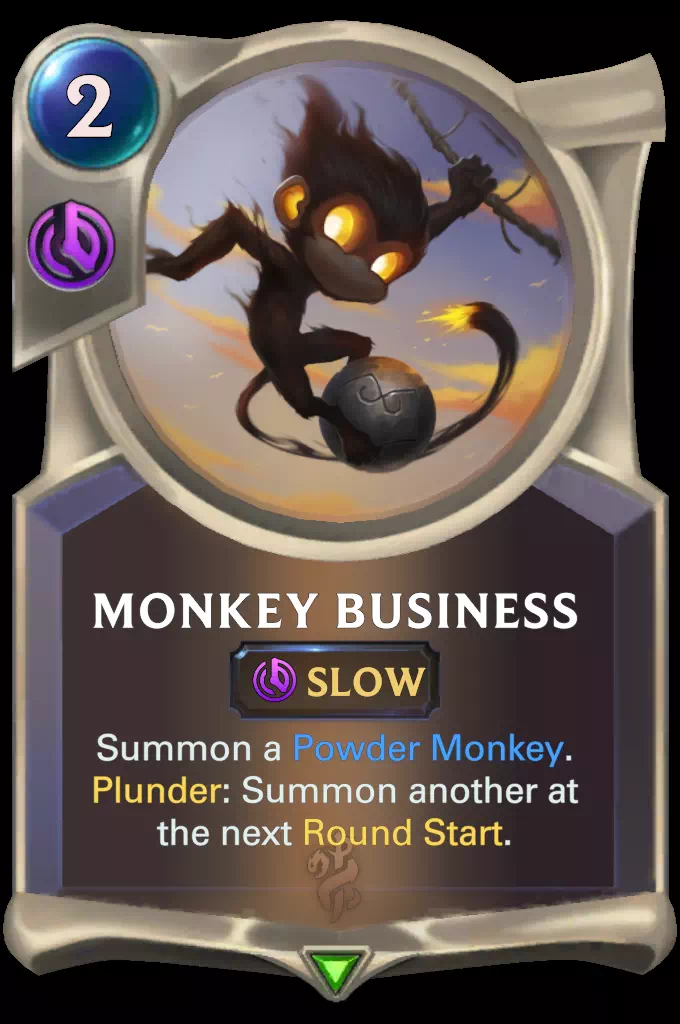 2
MONKEY BUSINESS
SLOW
Summon a Powder Monkey.
Plunder: Summon another at
the next Round Start.